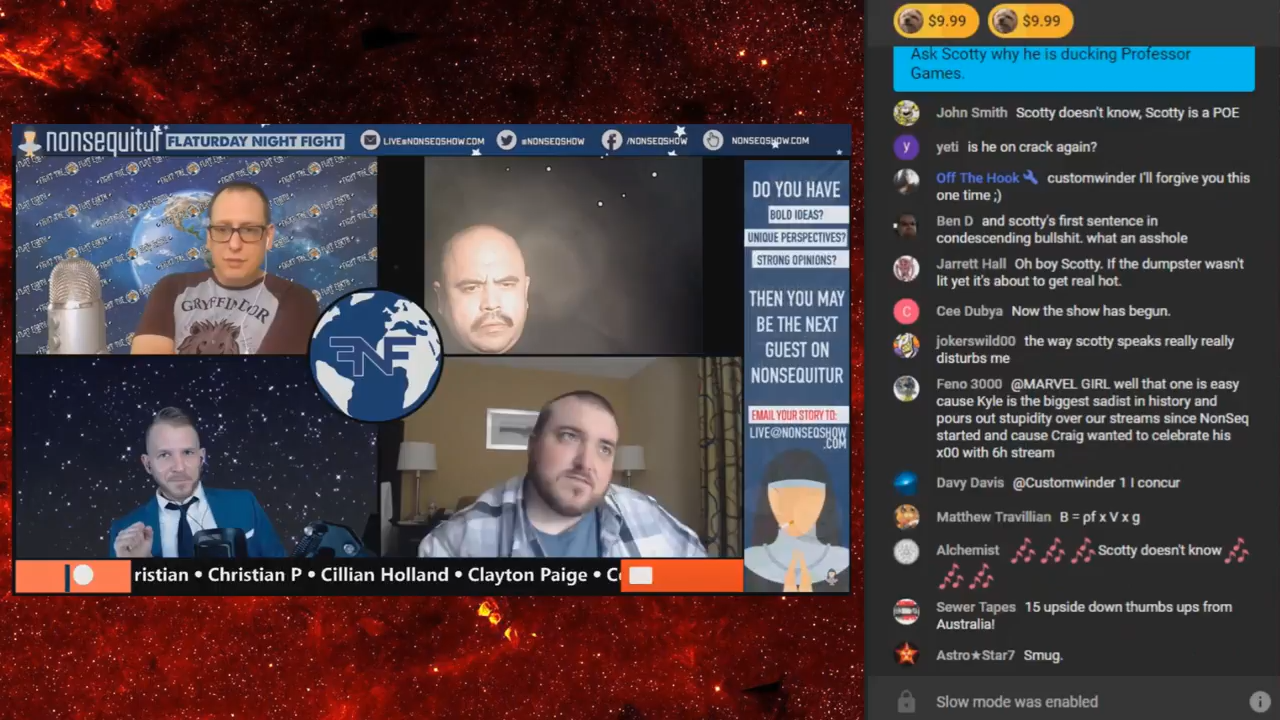 nonsequitur
FLATURDAY NIGHT FIGHT
LIVE@NONSEQSHOW.COM
@NONSEQSHOW
/NONSEQSHOW
NONSEQSHOW.COM
GRYFFINDOR
FNF
DO YOU HAVE
BOLD IDEAS?
UNIQUE PERSPECTIVES?
STRONG OPINIONS?
THEN YOU MAY
BE THE NEXT
GUEST ON
NONSEQUITUR
EMAIL YOUR STORY TO:
LIVE@NONSEQSHOW
.COM
ristian • Christian P • Cillian Holland • Clayton Paige • C
$9.99
$9.99
Ask Scotty why he is ducking Professor
Games.
John Smith Scotty doesn't know, Scotty is a POE
y
yeti is he on crack again?
Off The Hook customwinder I'll forgive you this
one time ;)
Ben D and scotty's first sentence in
condescending bullshit. what an asshole
Jarrett Hall Oh boy Scotty. If the dumpster wasn't
lit yet it's about to get real hot.
C
Cee Dubya Now the show has begun.
jokerswild00 the way scotty speaks really really
disturbs me
Feno 3000 @MARVEL GIRL well that one is easy
cause Kyle is the biggest sadist in history and
pours out stupidity over our streams since NonSeq
started and cause Craig wanted to celebrate his
x00 with 6h stream
Davy Davis @Customwinder 1 I concur
Matthew Travillian B = ρf x V x g
Alchemist 🎶🎶🎶Scotty doesn't know 🎶
🎶🎶
Sewer Tapes 15 upside down thumbs ups from
Australia!
Astro★Star7 Smug.
Slow mode was enabled